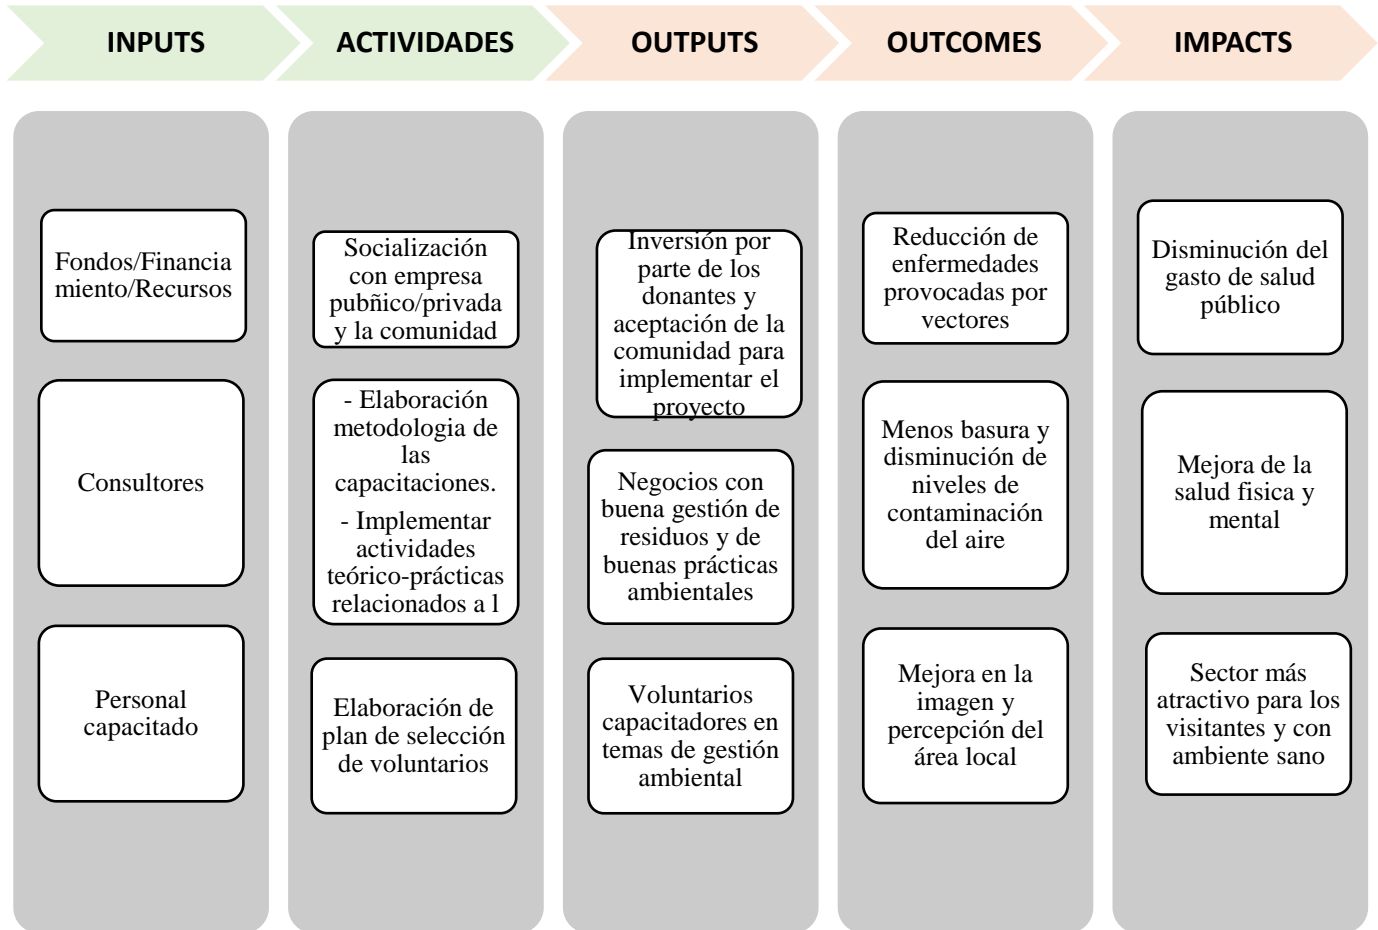 INPUTS
ACTIVIDADES
OUTPUTS
OUTCOMES
IMPACTS
Fondos/Financia
miento/Recursos
Consultores
Personal
capacitado
Socialización
con empresa
pubñico/privada
y la comunidad
- Elaboración
metodologia de
las
capacitaciones.
- Implementar
actividades
teórico-prácticas
relacionados a l
Elaboración de
plan de selección
de voluntarios
Inversión por
parte de los
donantes y
aceptación de la
comunidad para
implementar el
proyecto
Negocios con
buena gestión de
residuos y de
buenas prácticas
ambientales
Voluntarios
capacitadores en
temas de gestión
ambiental
Reducción de
enfermedades
provocadas por
vectores
Menos basura y
disminución de
niveles de
contaminación
del aire
Mejora en la
imagen y
percepción del
área local
Disminución del
gasto de salud
público
Mejora de la
salud fisica y
mental
Sector más
atractivo para los
visitantes y con
ambiente sano